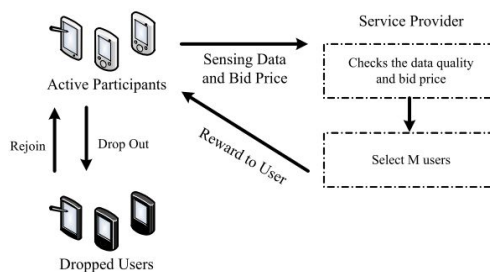 Service Provider
Sensing Data
and Bid Price
Checks the data quality
and bid price
Active Participants
Rejoin
Drop Out
Reward to User
Select M users
Dropped Users